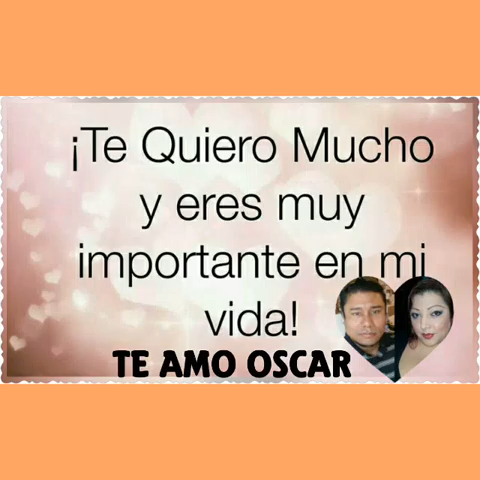 ¡Te Quiero Mucho
y eres muy
importante en mi
vida!
TE AMO OSCAR